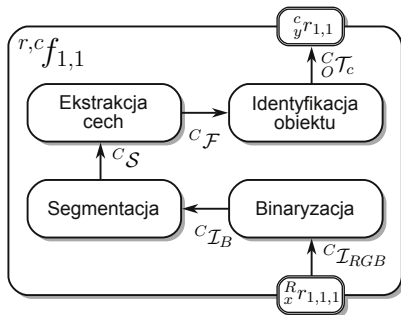 ^{c}_{y}r_{1,1}
^{r,c}f_{1,1}
^{C}_{O}\mathcal{T}_{c}
Ekstrakcja
cech
Identyfikacja
obiektu
^{C}\mathcal{F}
^{C}\mathcal{S}
Segmentacja
Binaryzacja
^{C}\mathcal{I}_{B}
^{C}\mathcal{I}_{RGB}
^{R}_{x}r_{1,1,1}